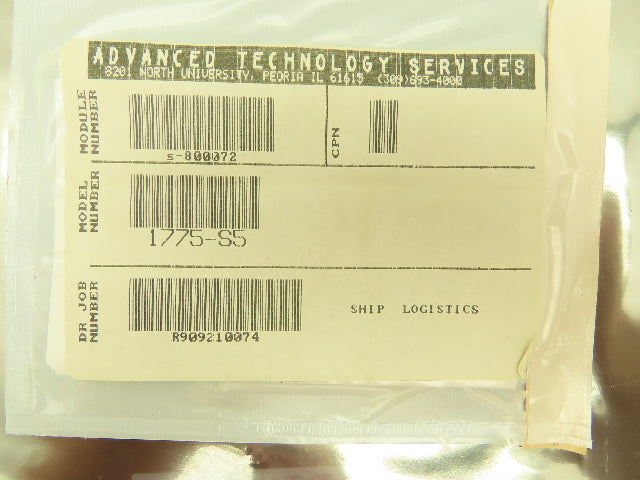 ADVANCED TECHNOLOGY SERVICES
8201 NORTH UNIVERSITY, PEORIA IL 61615 (309)693-4000
MODULE NUMBER
s-800072
CPN
MODEL NUMBER
1775-S5
DR JOB NUMBER
R909210074
SHIP LOGISTICS